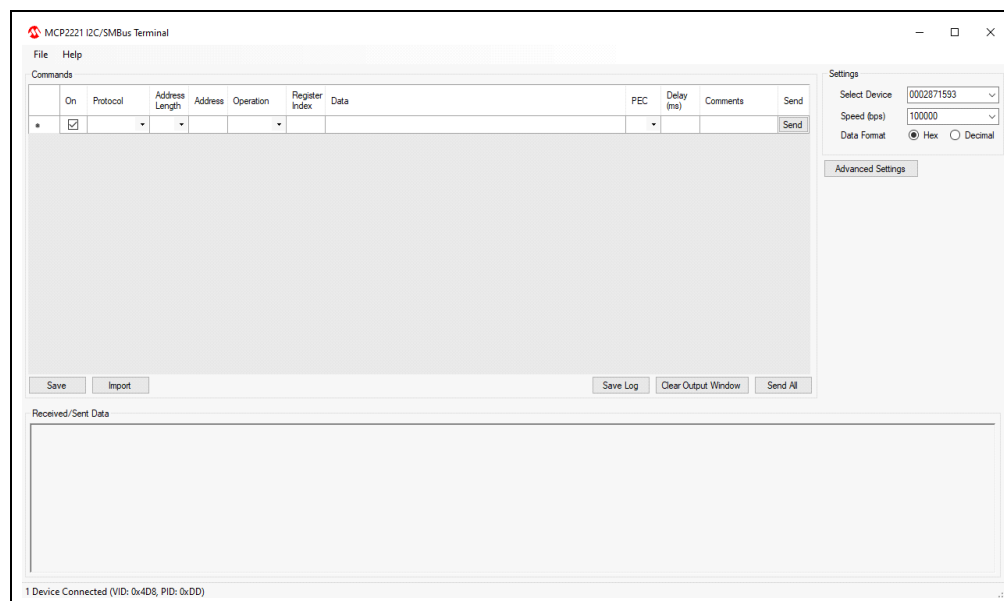 MCP2221 I2C/SMBus Terminal
File Help
Commands
On Protocol Address Length Address Operation Register Index Data PEC Delay (ms) Comments Send
* Send
Save Import Save Log Clear Output Window Send All
Settings
Select Device 0002871593
Speed (bps) 100000
Data Format Hex Decimal
Advanced Settings
Received/Sent Data
1 Device Connected (VID: 0x4D8, PID: 0xDD)